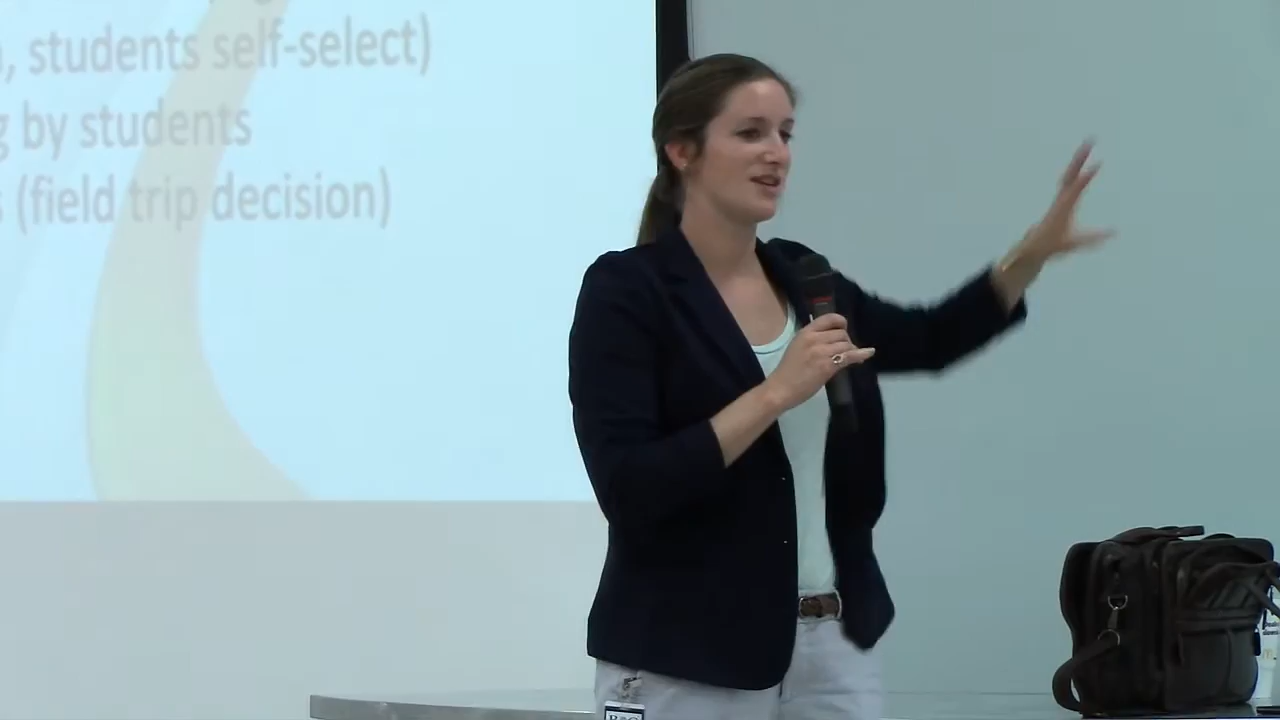 , students self-select)
g by students
s (field trip decision)